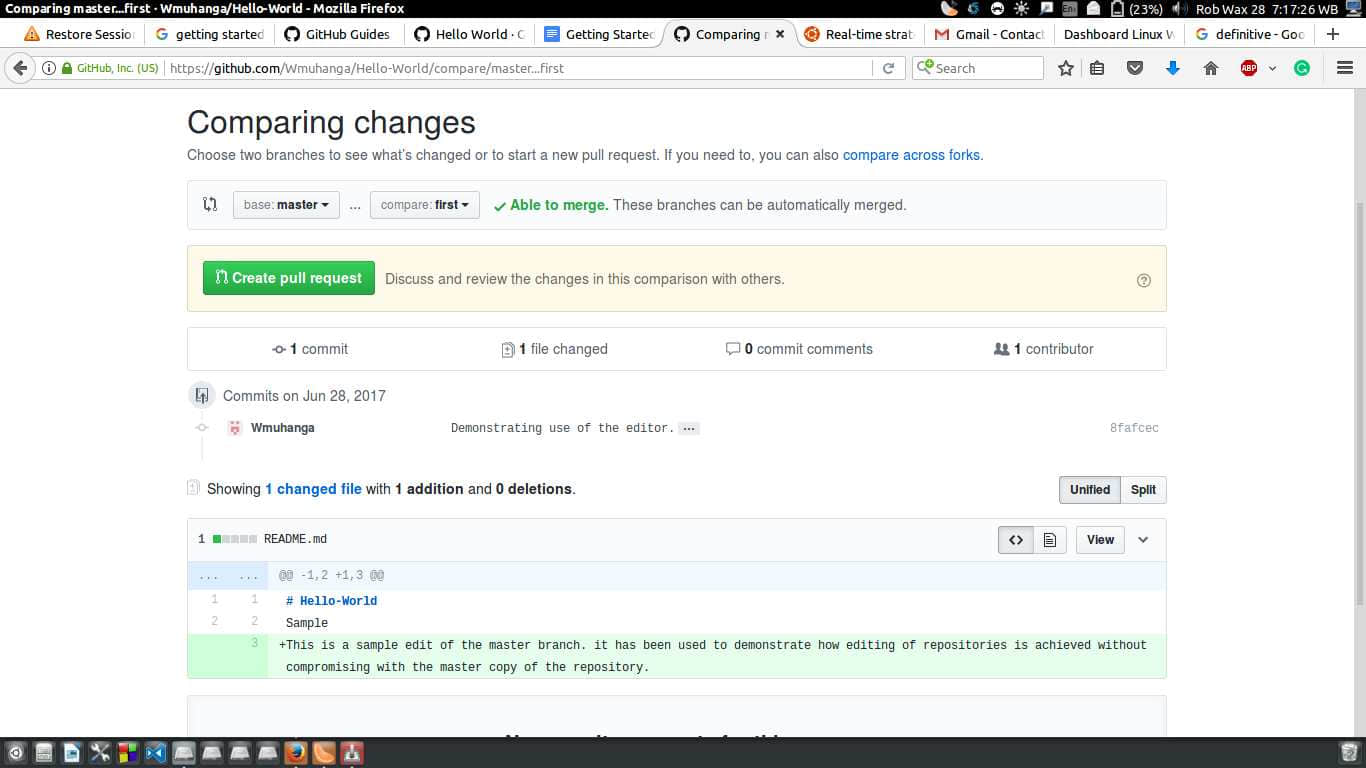 Comparing master...first - Wmuhanga/Hello-World - Mozilla Firefox
En
(23%)
Rob Wax 28 7:17:26 WB
Restore Sessio
getting started
GitHub Guides
Hello World · G
Getting Starte
Comparing
Real-time strat
Gmail - Contact
Dashboard Linux
definitive - Goo
GitHub, Inc. (US)
https://github.com/Wmuhanga/Hello-World/compare/master...first
Search
ABP
Comparing changes
Choose two branches to see what's changed or to start a new pull request. If you need to, you can also compare across forks.
base: master
...
compare: first
Able to merge. These branches can be automatically merged.
Create pull request
Discuss and review the changes in this comparison with others.
1 commit
1 file changed
0 commit comments
1 contributor
Commits on Jun 28, 2017
Wmuhanga
Demonstrating use of the editor. …
8fafcec
Showing 1 changed file with 1 addition and 0 deletions.
Unified
Split
1
README.md
<>
View
... ... @@ -1,2 +1,3 @@
1 1 # Hello-World
2 2 Sample
3 +This is a sample edit of the master branch. it has been used to demonstrate how editing of repositories is achieved without
compromising with the master copy of the repository.